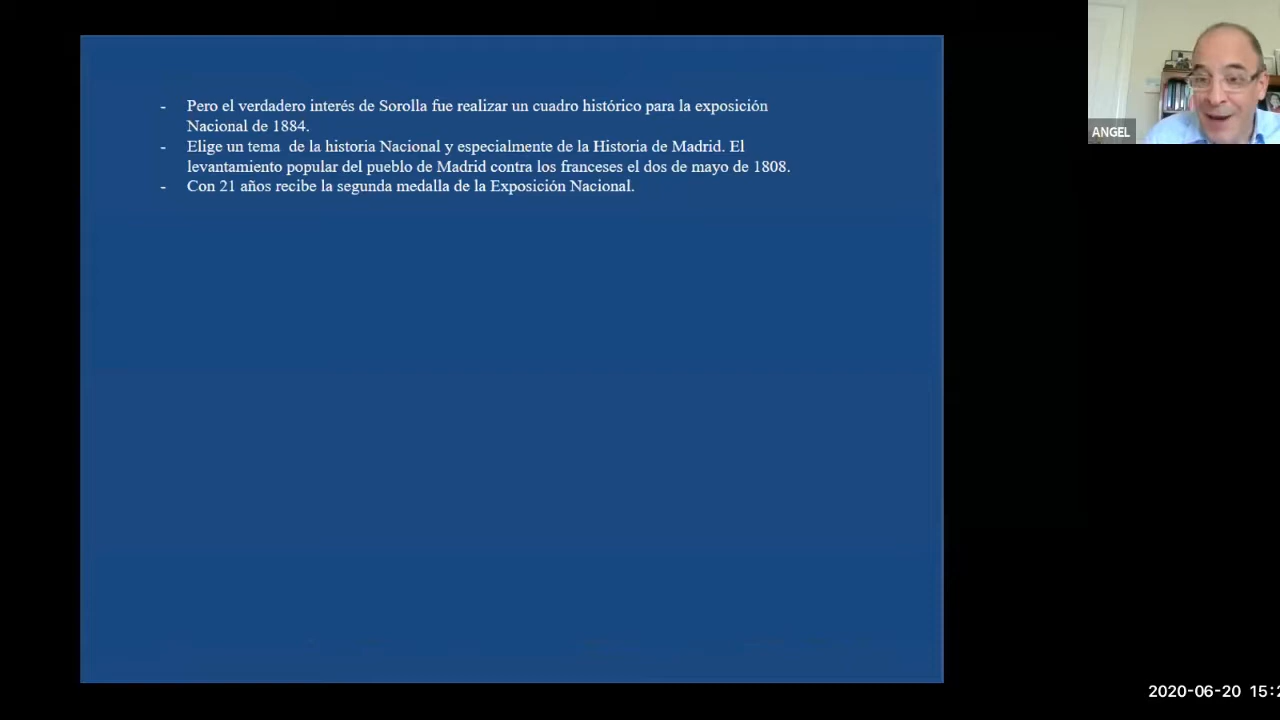 - Pero el verdadero interés de Sorolla fue realizar un cuadro histórico para la exposición
Nacional de 1884.
- Elige un tema de la historia Nacional y especialmente de la Historia de Madrid. El
levantamiento popular del pueblo de Madrid contra los franceses el dos de mayo de 1808.
- Con 21 años recibe la segunda medalla de la Exposición Nacional.
ANGEL
2020-06-20 15:2